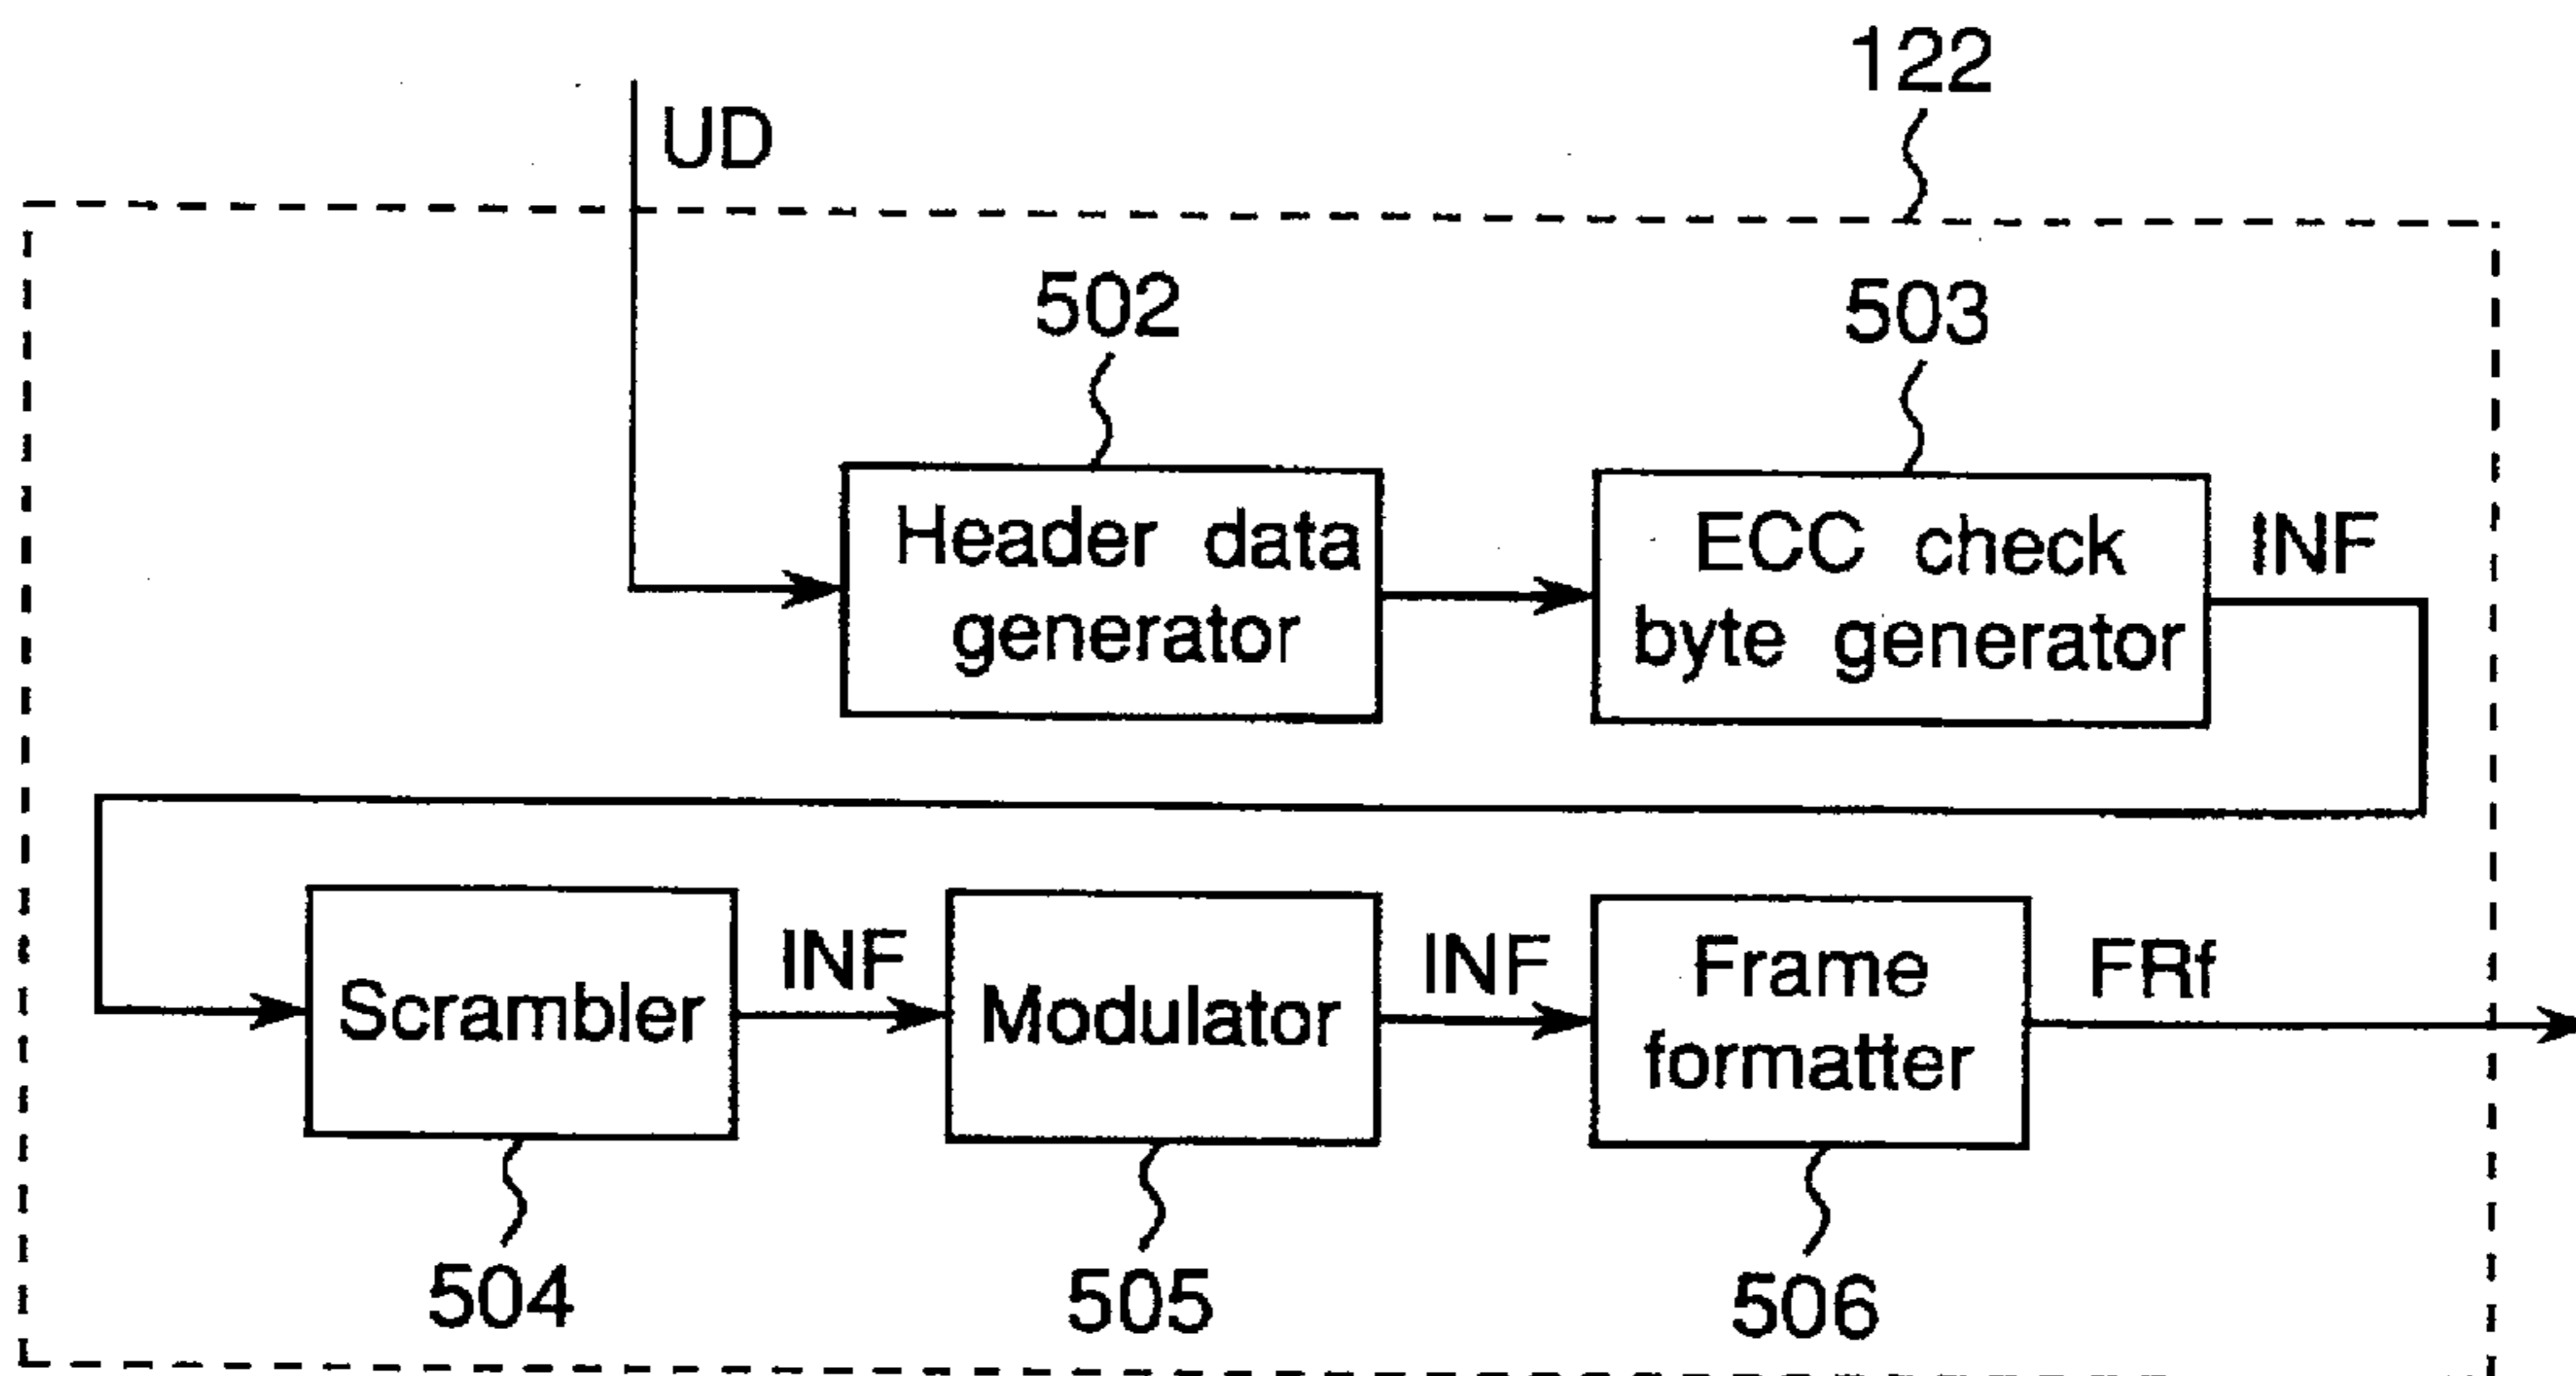 122
UD
502
503
Header data
generator
ECC check
byte generator
INF
Scrambler
INF
Modulator
INF
Frame
formatter
FRf
504
505
506